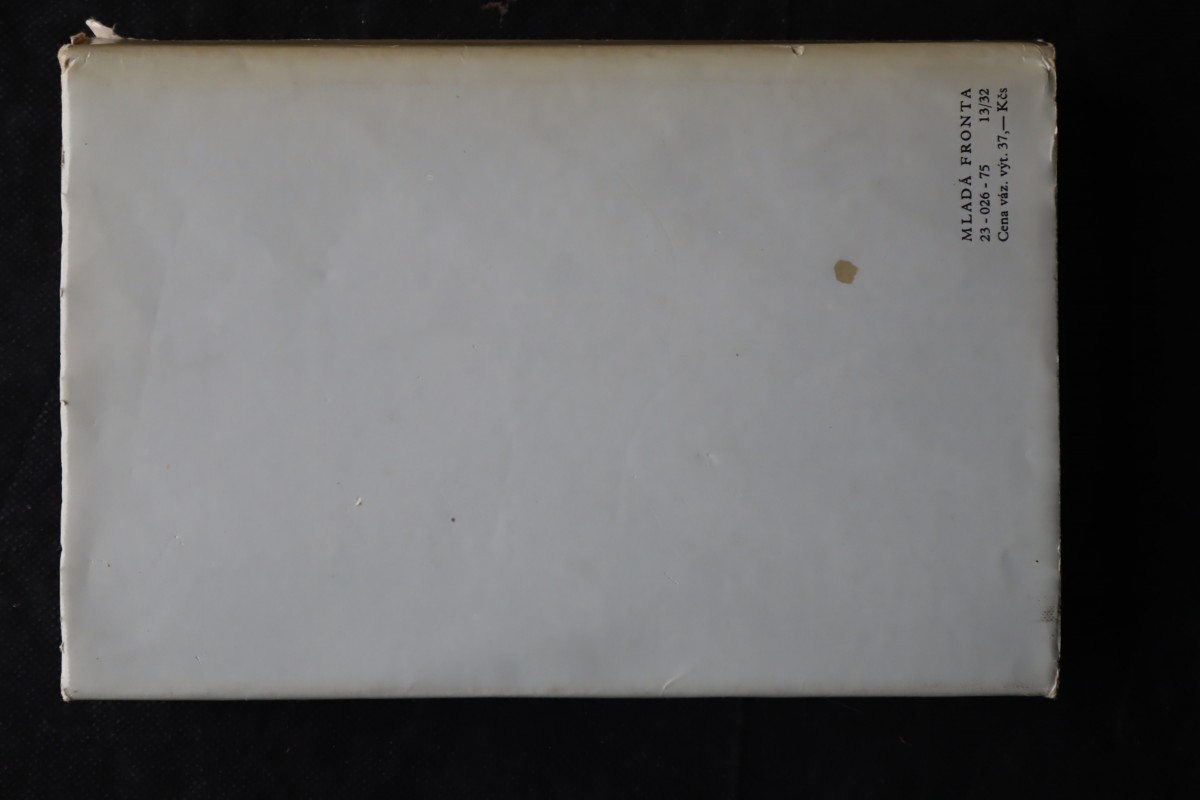 MLADÁ FRONTA
23 - 026 - 75 13/32
Cena váz. výt. 37,— Kčs